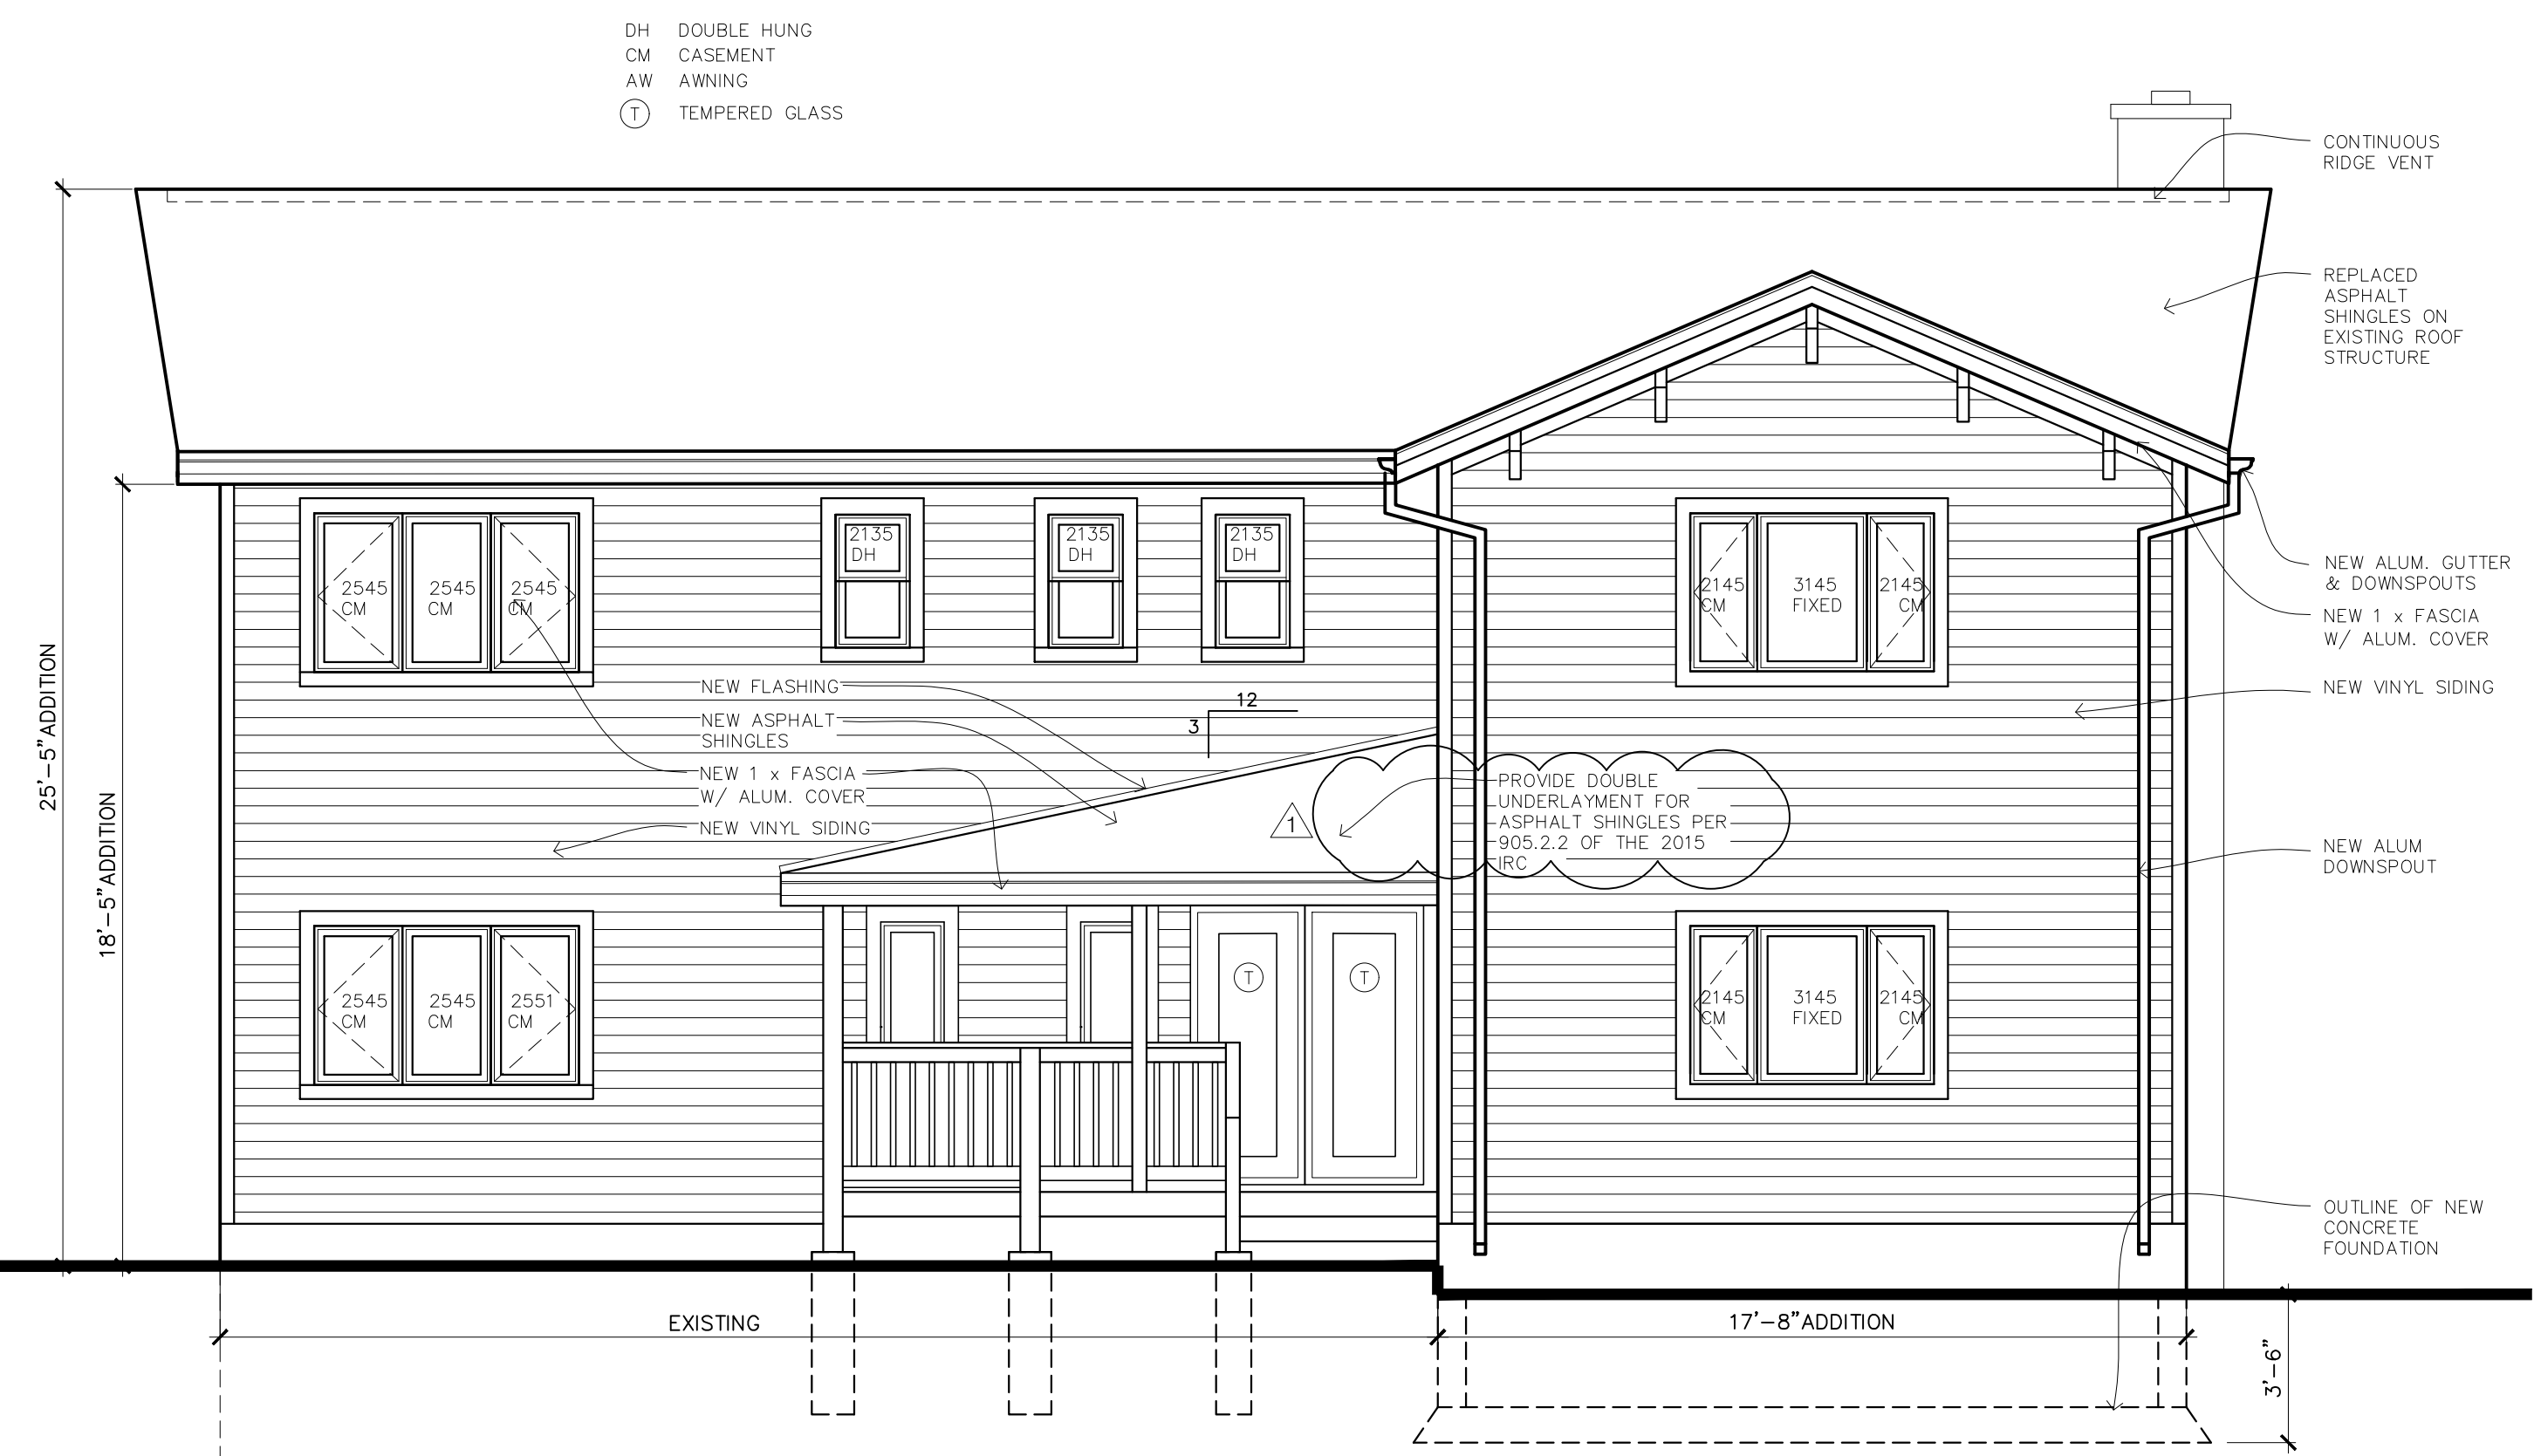 DH DOUBLE HUNG
CM CASEMENT
AW AWNING
T TEMPERED GLASS
CONTINUOUS
RIDGE VENT
REPLACED
ASPHALT
SHINGLES ON
EXISTING ROOF
STRUCTURE
25'-5" ADDITION
18'-5" ADDITION
2545
CM
2545
CM
2545
CM
2135
DH
2135
DH
2135
DH
2145
CM
3145
FIXED
2145
CM
NEW ALUM. GUTTER
& DOWNSPOUTS
NEW 1 x FASCIA
W/ ALUM. COVER
NEW VINYL SIDING
NEW FLASHING
NEW ASPHALT
SHINGLES
NEW 1 x FASCIA
W/ ALUM. COVER
NEW VINYL SIDING
12
3
1
PROVIDE DOUBLE
UNDERLAYMENT FOR
ASPHALT SHINGLES PER
905.2.2 OF THE 2015
IRC
NEW ALUM
DOWNSPOUT
2545
CM
2545
CM
2551
CM
T
T
2145
CM
3145
FIXED
2145
CM
OUTLINE OF NEW
CONCRETE
FOUNDATION
EXISTING
17'-8" ADDITION
3'-6"